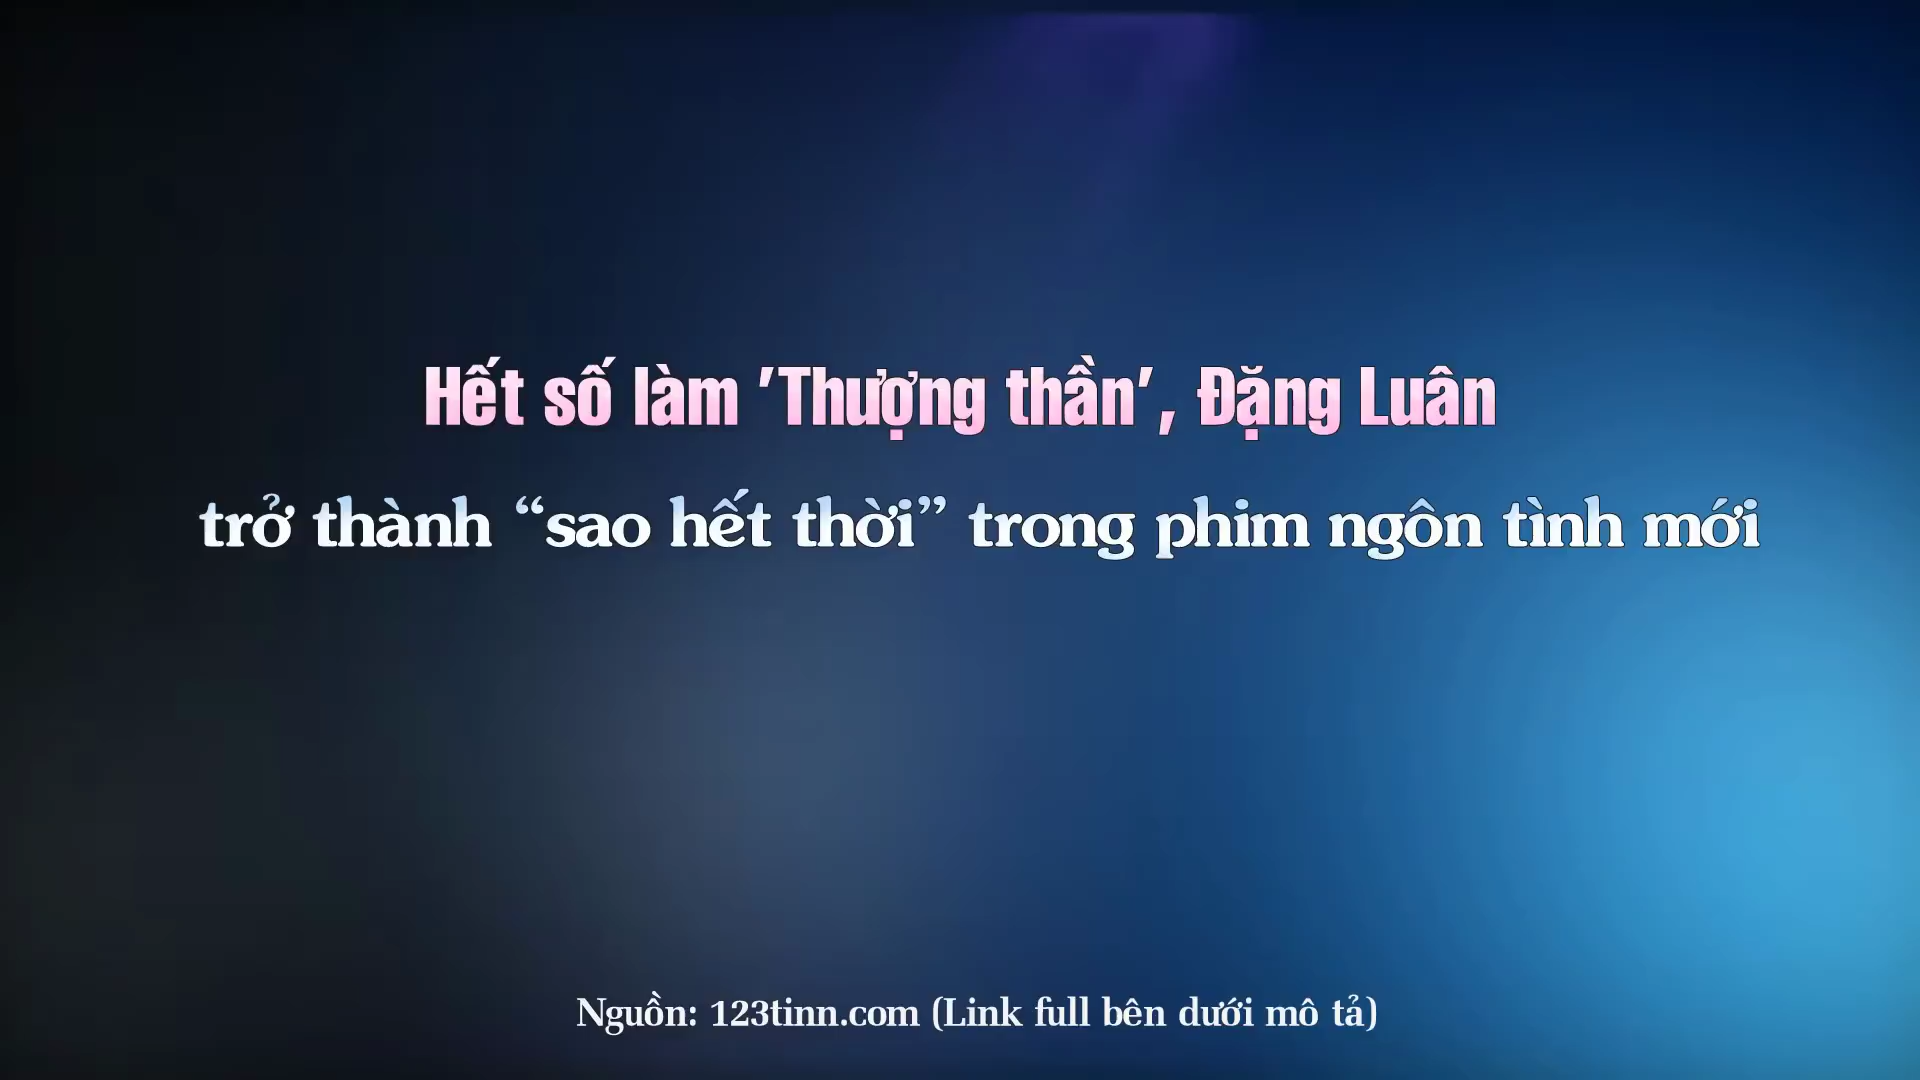 Hết số làm 'Thượng thần', Đặng Luân
trở thành “sao hết thời” trong phim ngôn tình mới
Nguồn: 123tinn.com (Link full bên dưới mô tả)